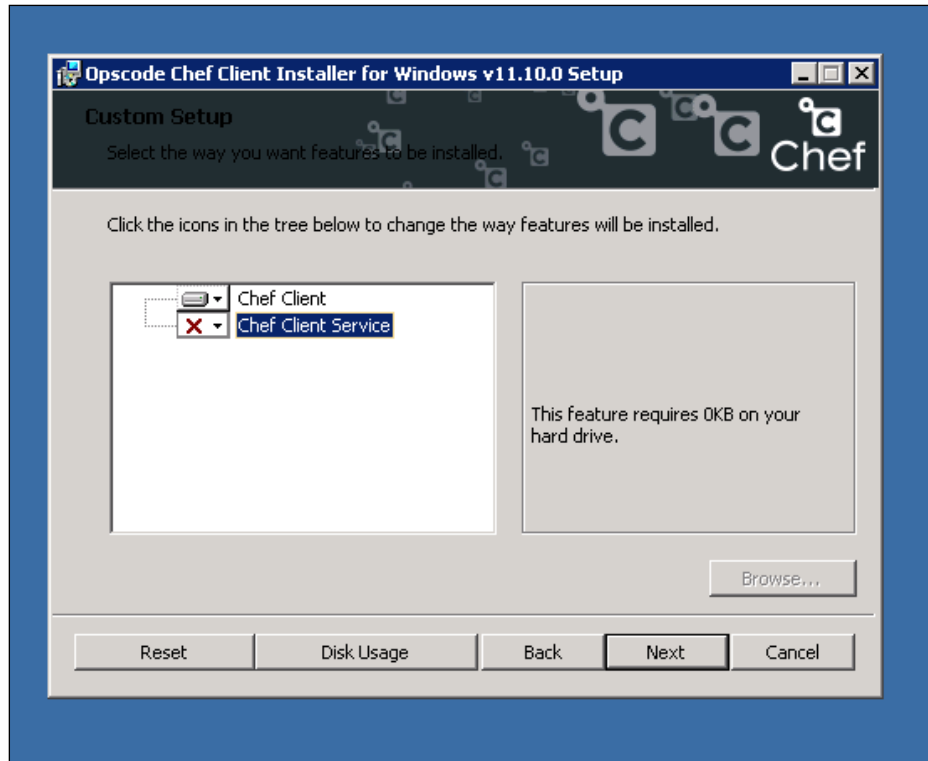 Opscode Chef Client Installer for Windows v11.10.0 Setup
Custom Setup
Select the way you want features to be installed.
Chef
Click the icons in the tree below to change the way features will be installed.
Chef Client
Chef Client Service
This feature requires 0KB on your
hard drive.
Browse...
Reset Disk Usage Back Next Cancel